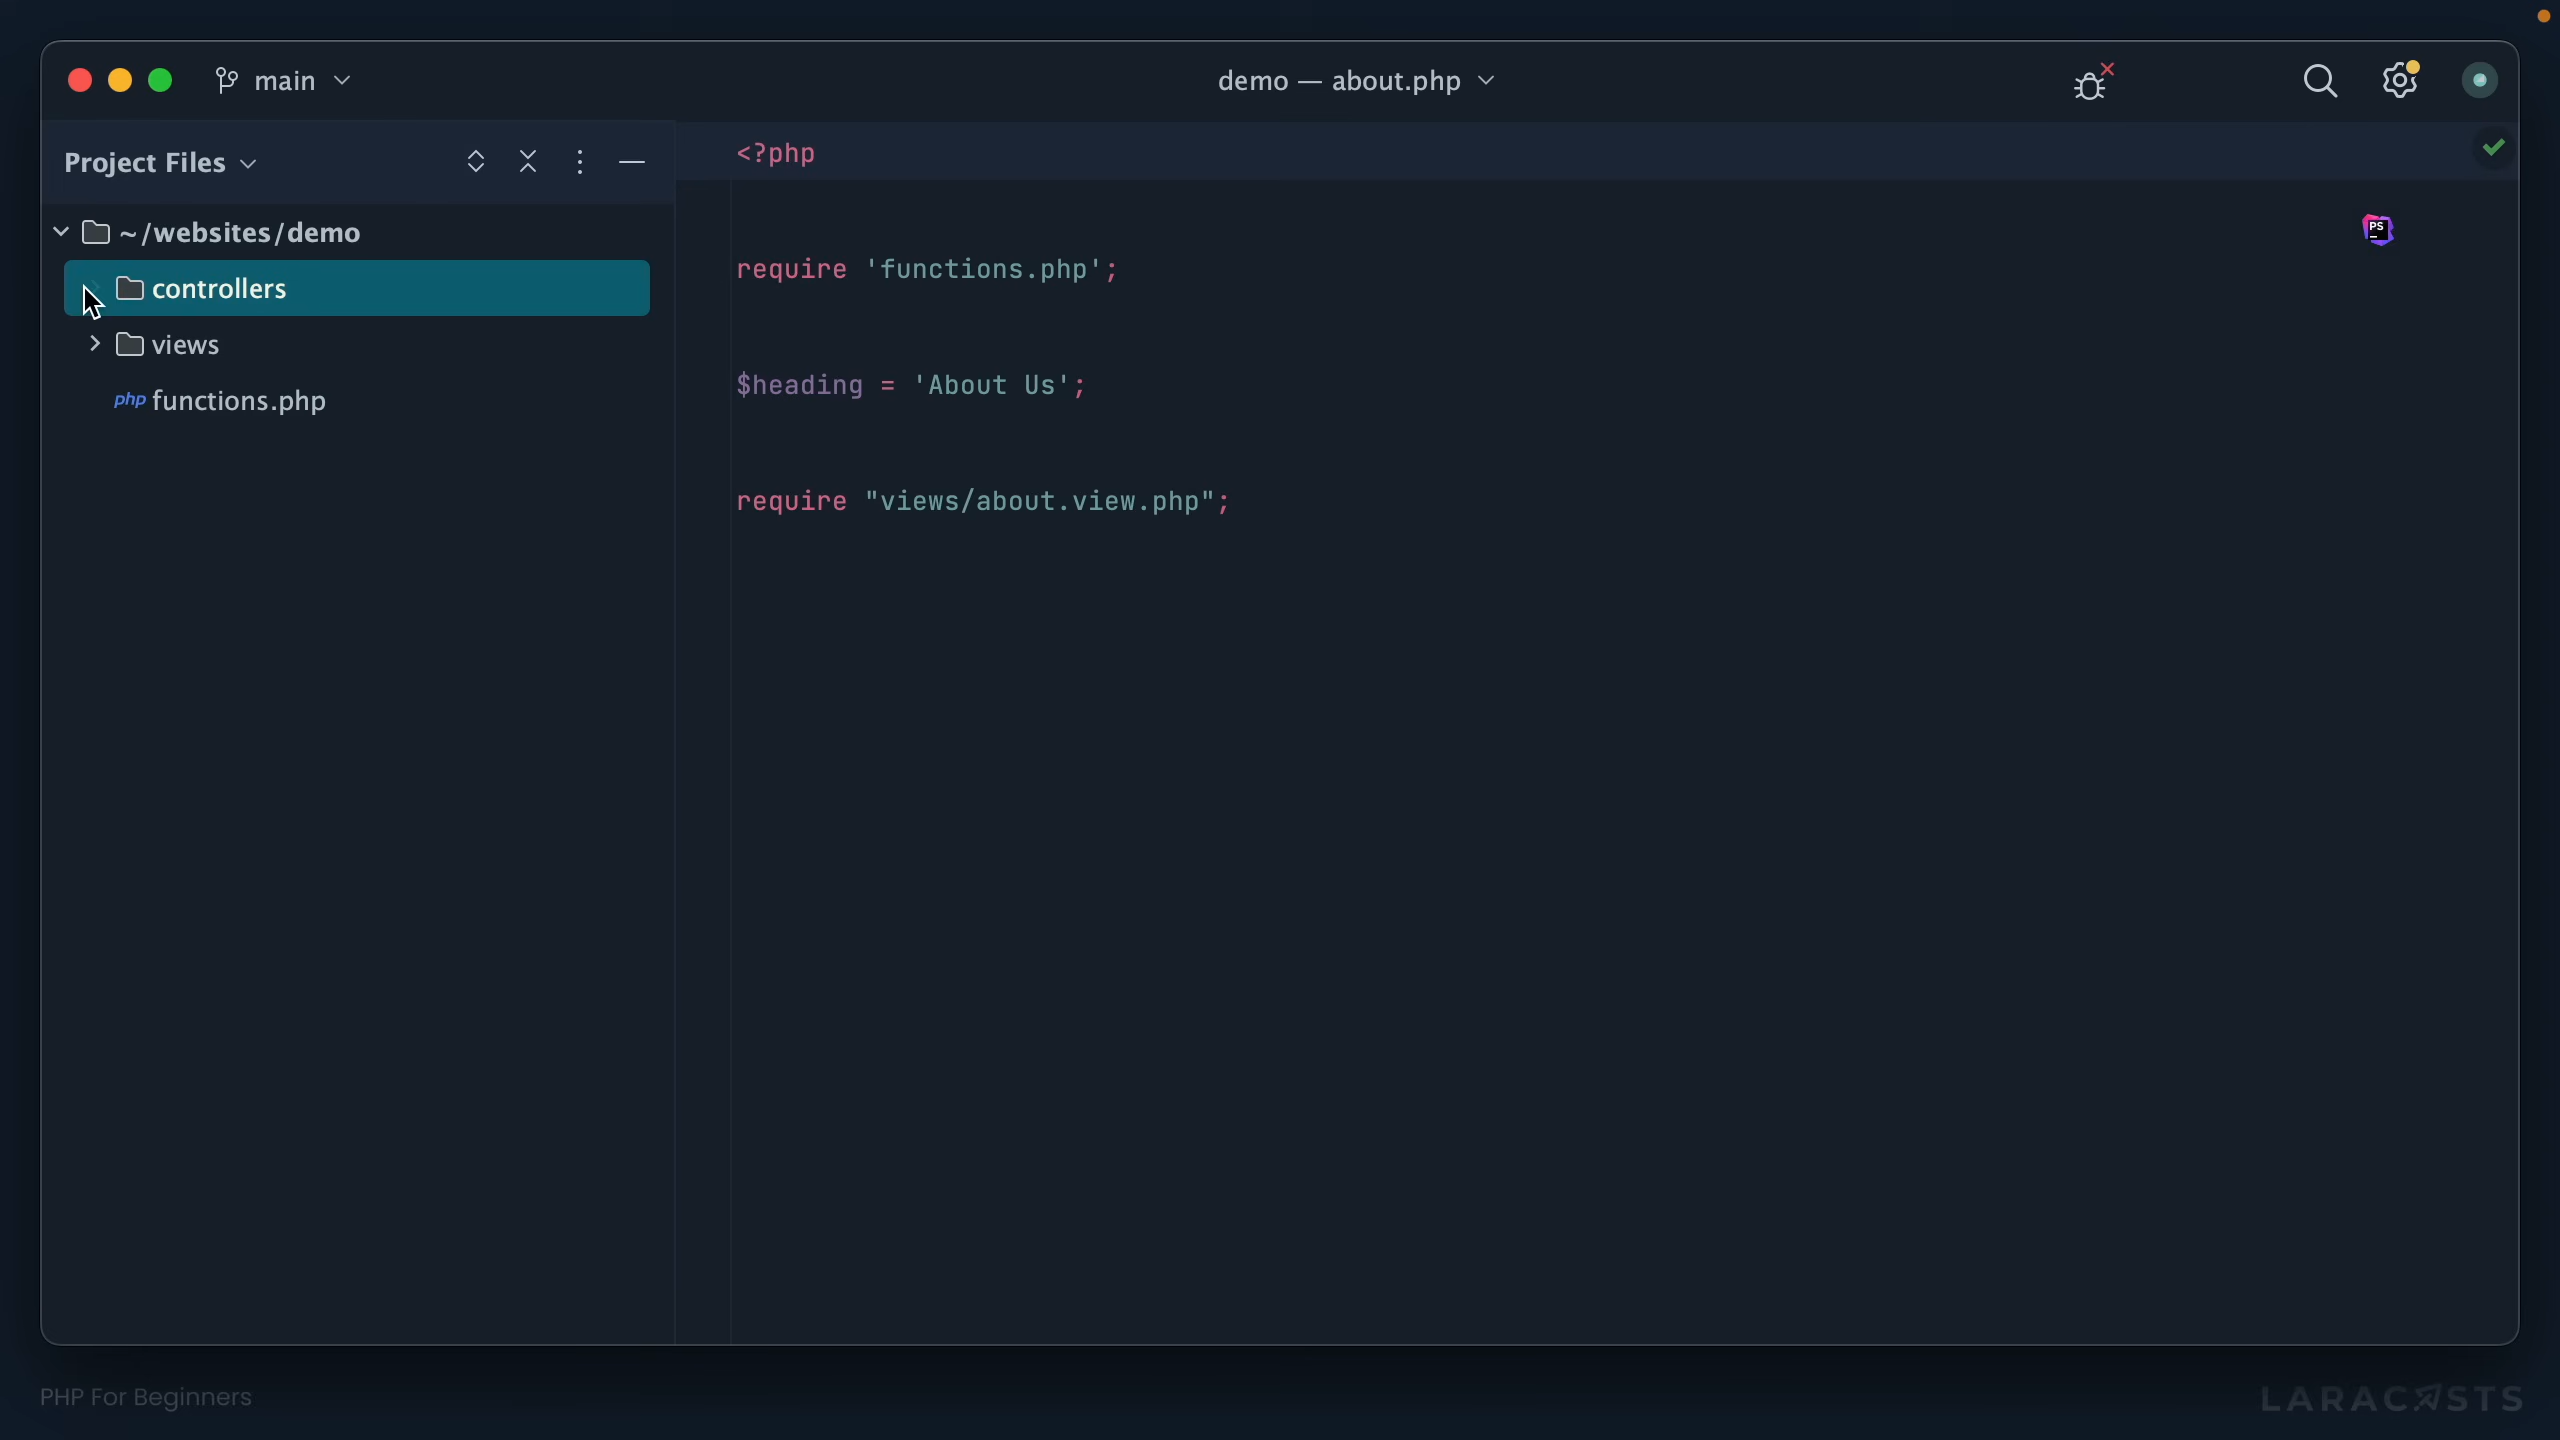 main
demo — about.php
Project Files
~/websites/demo
controllers
views
php functions.php
<?php
require 'functions.php';
$heading = 'About Us';
require "views/about.view.php";
PS
PHP For Beginners
LARACASTS